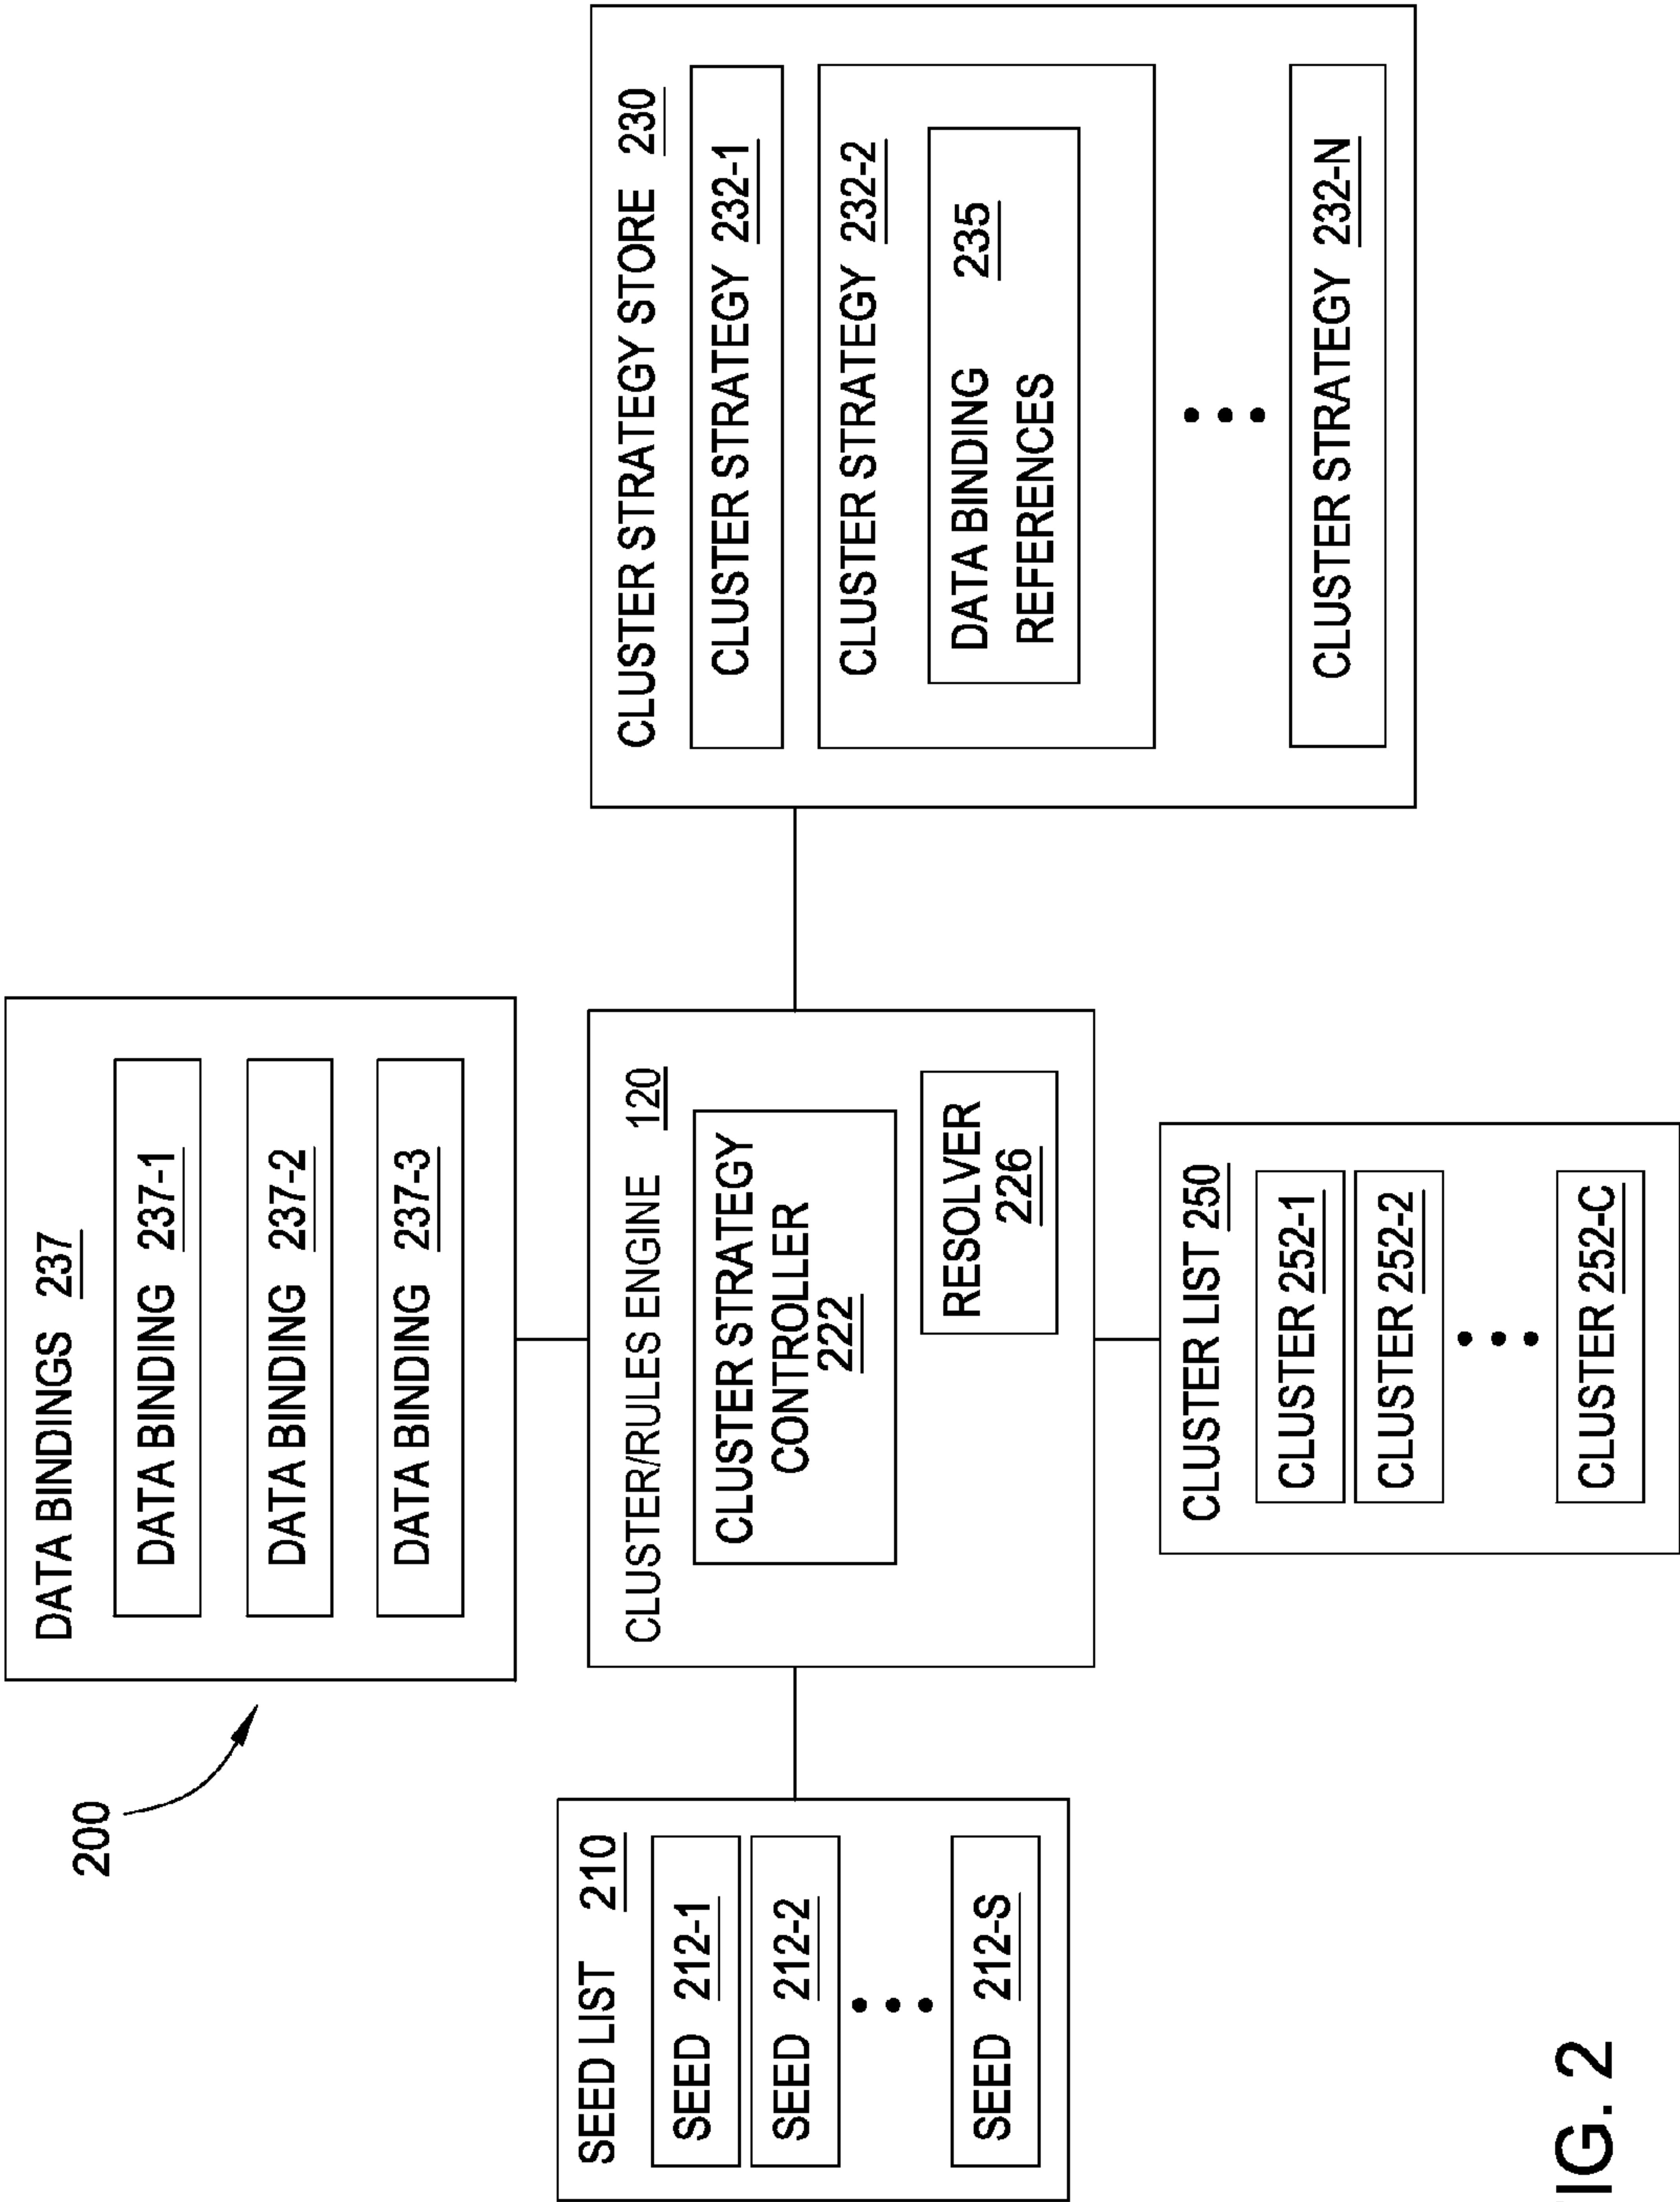 200
DATA BINDINGS 237
DATA BINDING 237-1
DATA BINDING 237-2
DATA BINDING 237-3
SEED LIST 210
SEED 212-1
SEED 212-2
SEED 212-S
CLUSTER/RULES ENGINE 120
CLUSTER STRATEGY
CONTROLLER
222
RESOLVER
226
CLUSTER STRATEGY STORE 230
CLUSTER STRATEGY 232-1
CLUSTER STRATEGY 232-2
DATA BINDING 235
REFERENCES
CLUSTER STRATEGY 232-N
CLUSTER LIST 250
CLUSTER 252-1
CLUSTER 252-2
CLUSTER 252-C
IG. 2